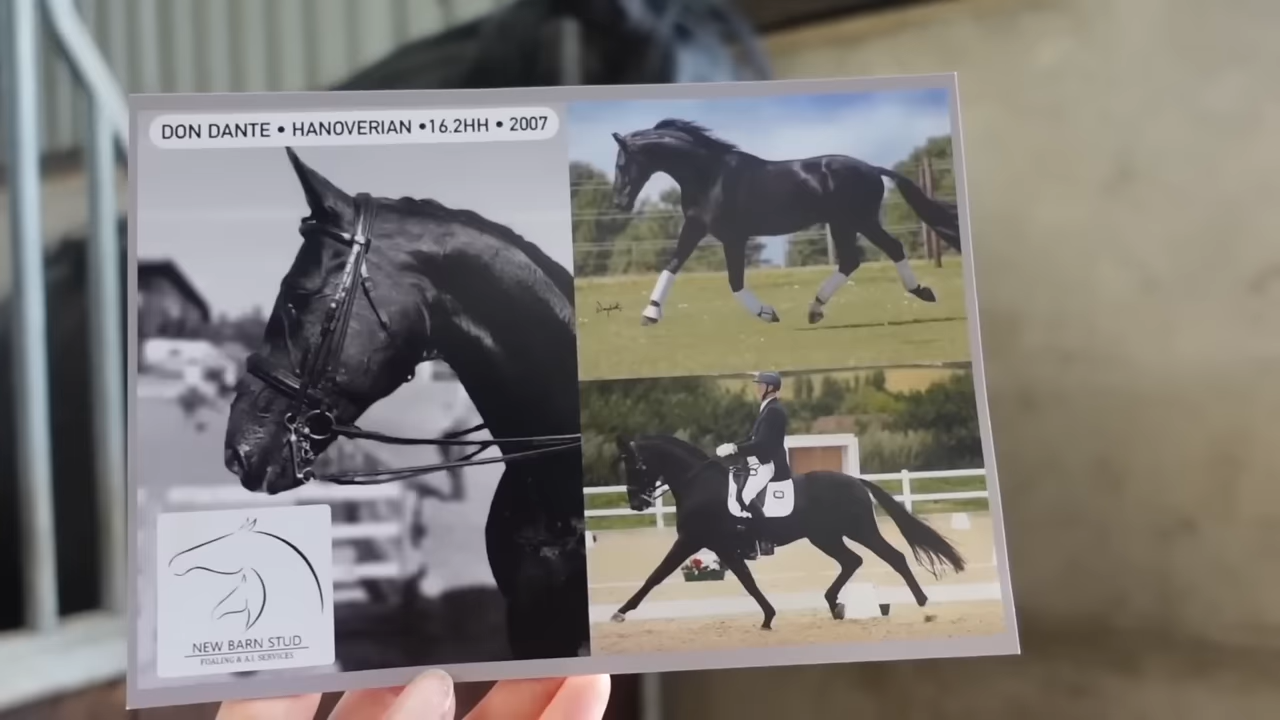 DON DANTE • HANOVERIAN •16.2HH • 2007
NEW BARN STUD
FOALING & A.I. SERVICES